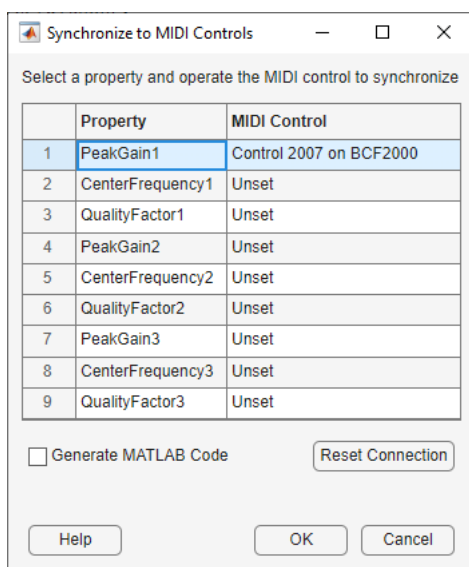 Synchronize to MIDI Controls
Select a property and operate the MIDI control to synchronize
Property MIDI Control
1 PeakGain1 Control 2007 on BCF2000
2 CenterFrequency1 Unset
3 QualityFactor1 Unset
4 PeakGain2 Unset
5 CenterFrequency2 Unset
6 QualityFactor2 Unset
7 PeakGain3 Unset
8 CenterFrequency3 Unset
9 QualityFactor3 Unset
Generate MATLAB Code Reset Connection
Help OK Cancel